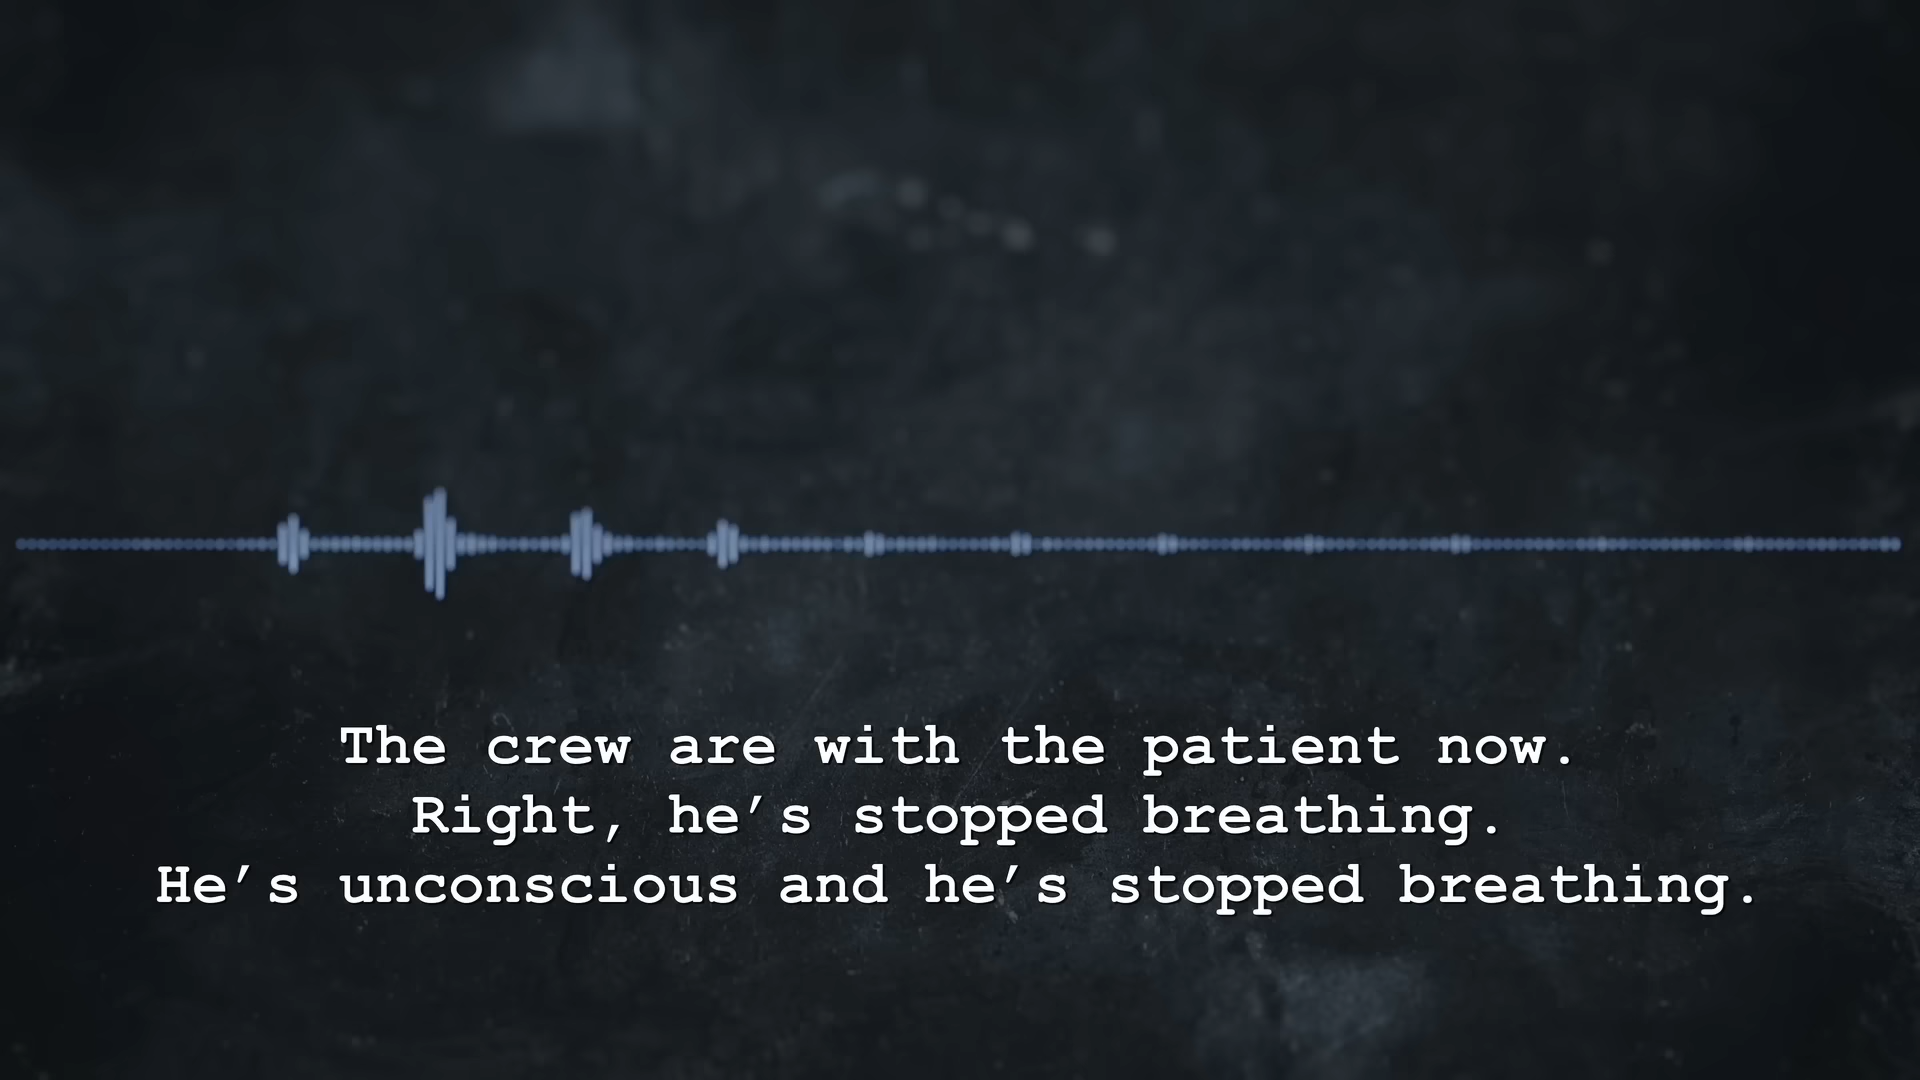 The crew are with the patient now.
Right, he’s stopped breathing.
He’s unconscious and he’s stopped breathing.